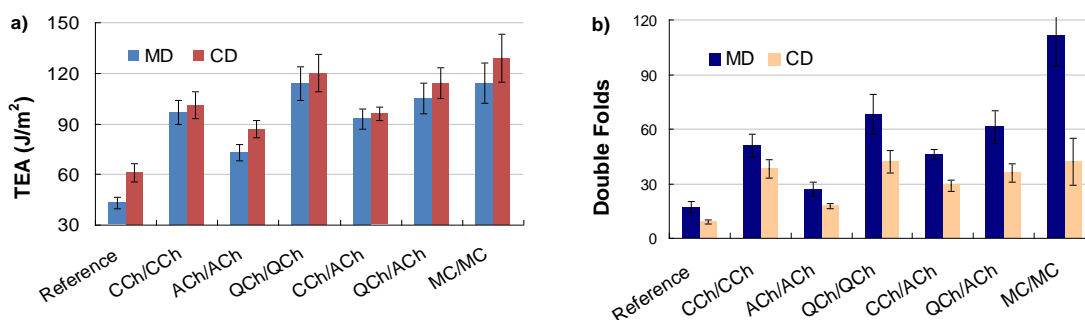 a)
TEA (J/m²)
150
120
90
60
30
MD CD
Reference
CCh/CCh
ACh/ACh
QCh/QCh
CCh/ACh
QCh/ACh
MC/MC
b)
Double Folds
120
90
60
30
0
MD CD
Reference
CCh/CCh
ACh/ACh
QCh/QCh
CCh/ACh
QCh/ACh
MC/MC